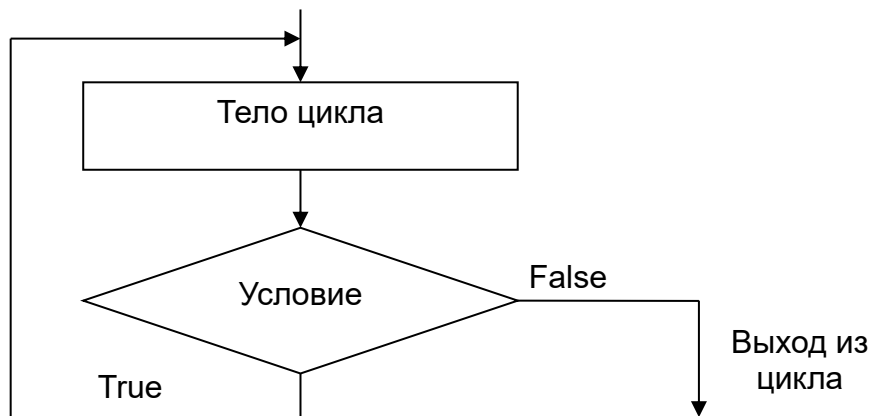 Тело цикла
Условие
False
True
Выход из
цикла